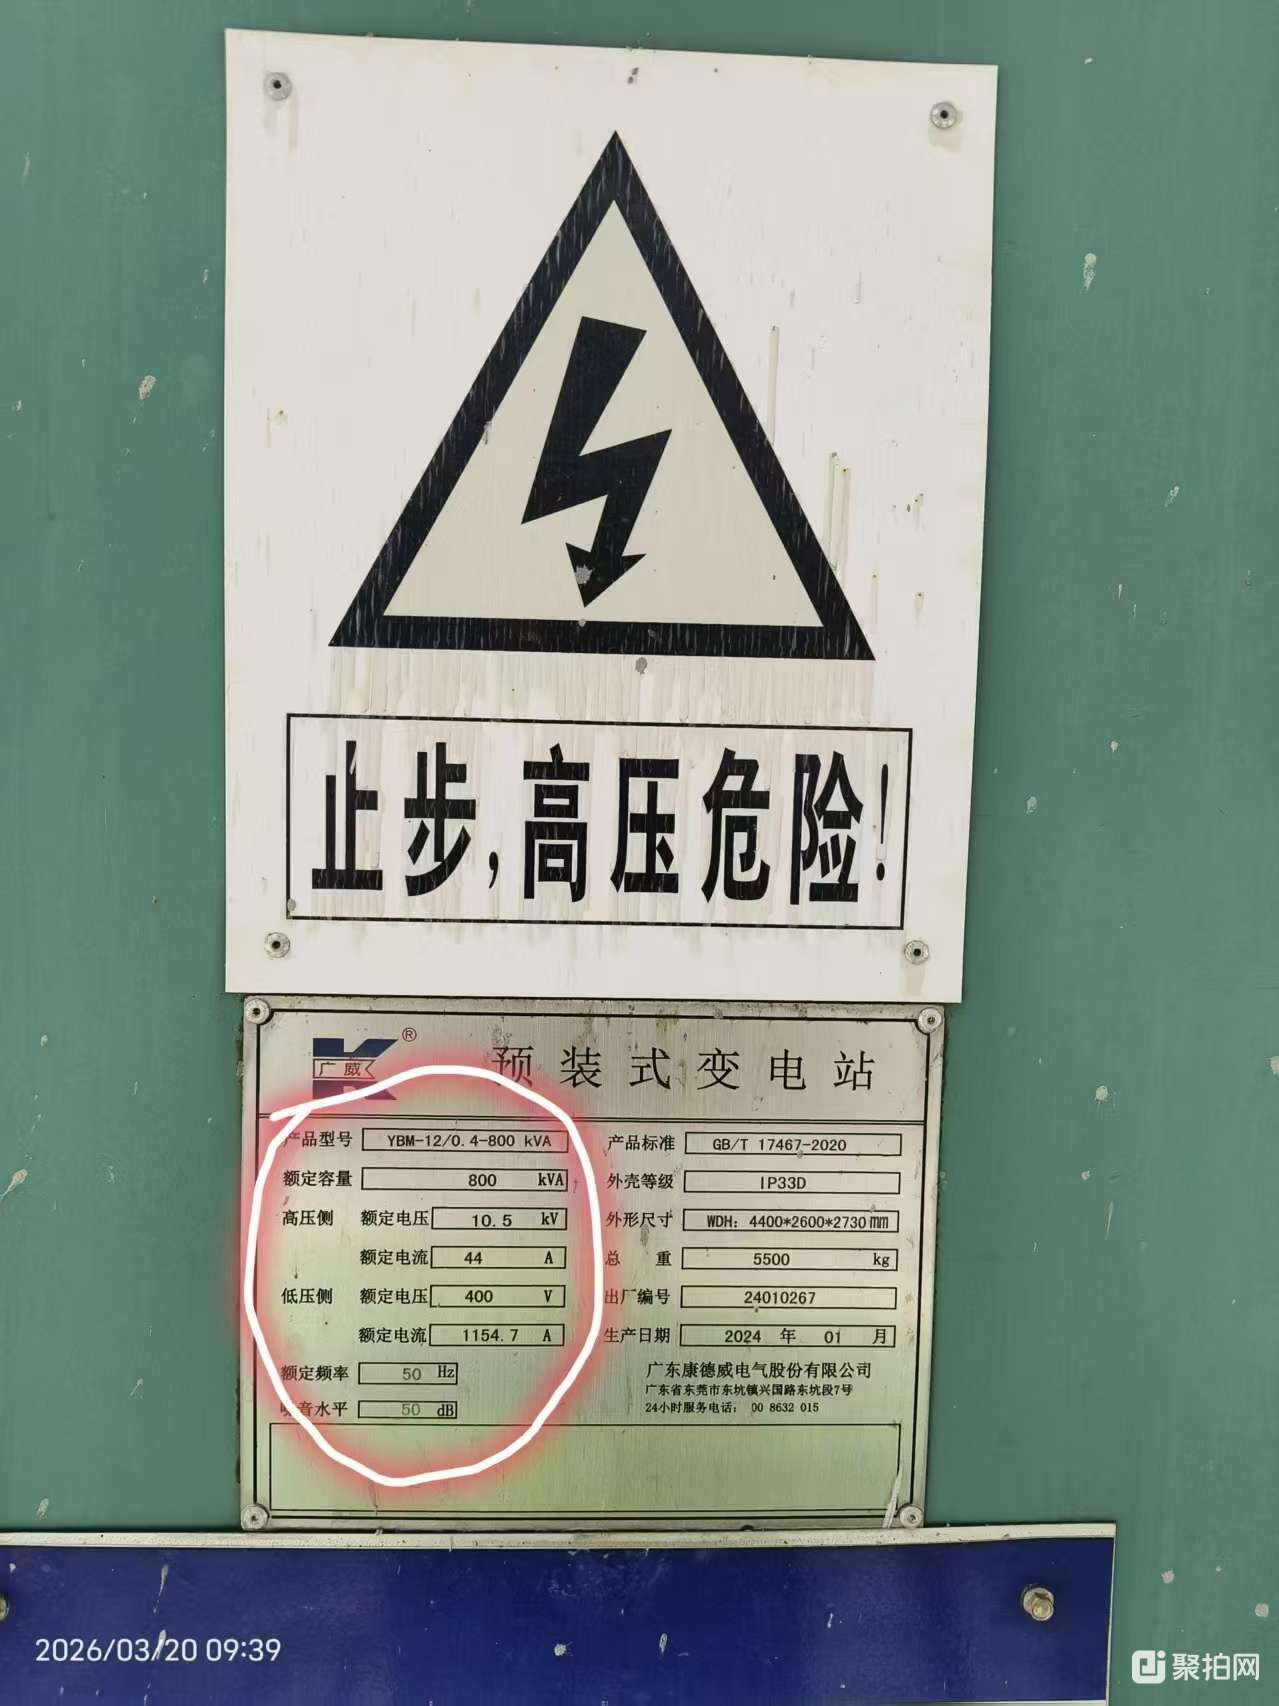 止步,高压危险!
广威 ®
预装式变电站
产品型号 YBM-12/0.4-800 kVA 产品标准 GB/T 17467-2020
额定容量 800 kVA 外壳等级 IP33D
高压侧 额定电压 10.5 kV 外形尺寸 WDH: 4400*2600*2730mm
额定电流 44 A 总 重 5500 kg
低压侧 额定电压 400 V 出厂编号 24010267
额定电流 1154.7 A 生产日期 2024 年 01 月
额定频率 50 Hz 广东康德威电气股份有限公司
广东省东莞市东坑镇兴国路东坑段7号
噪音水平 50 dB 24小时服务电话: 00 8632 015
2026/03/20 09:39
聚拍网